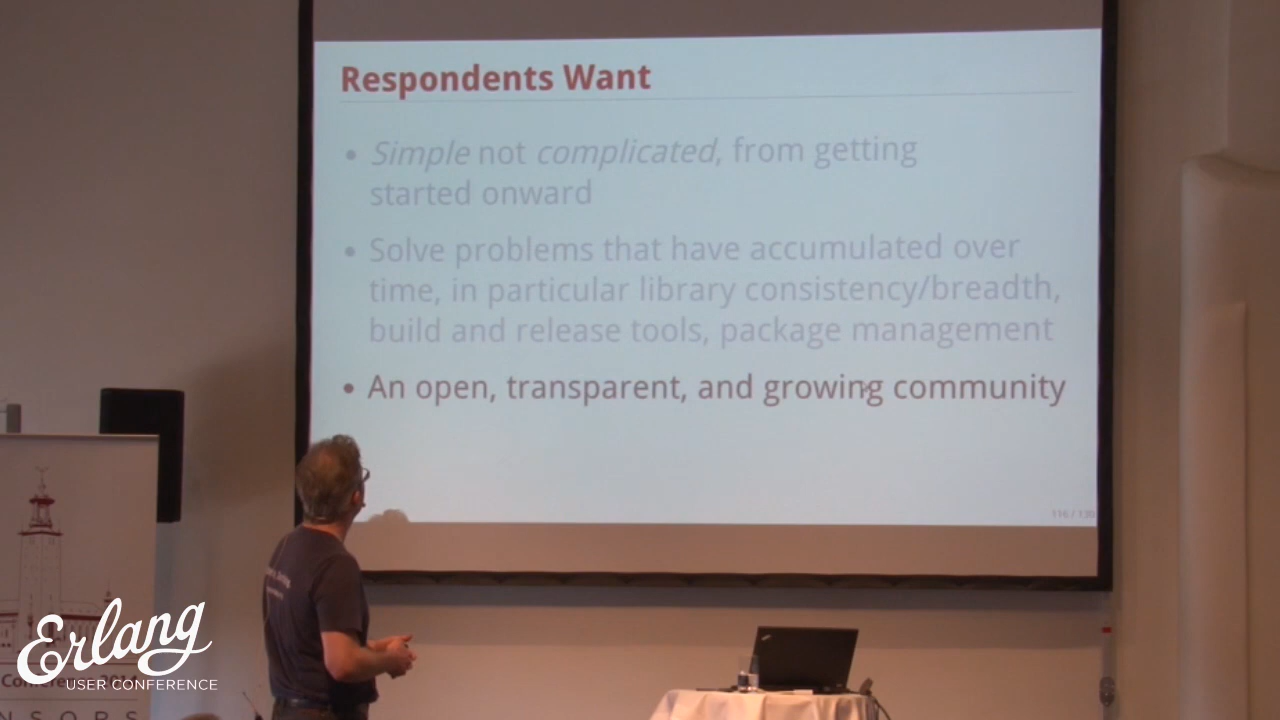 Respondents Want
• Simple not complicated, from getting
started onward
• Solve problems that have accumulated over
time, in particular library consistency/breadth,
build and release tools, package management
• An open, transparent, and growing community
Erlang
USER CONFERENCE
NSORS